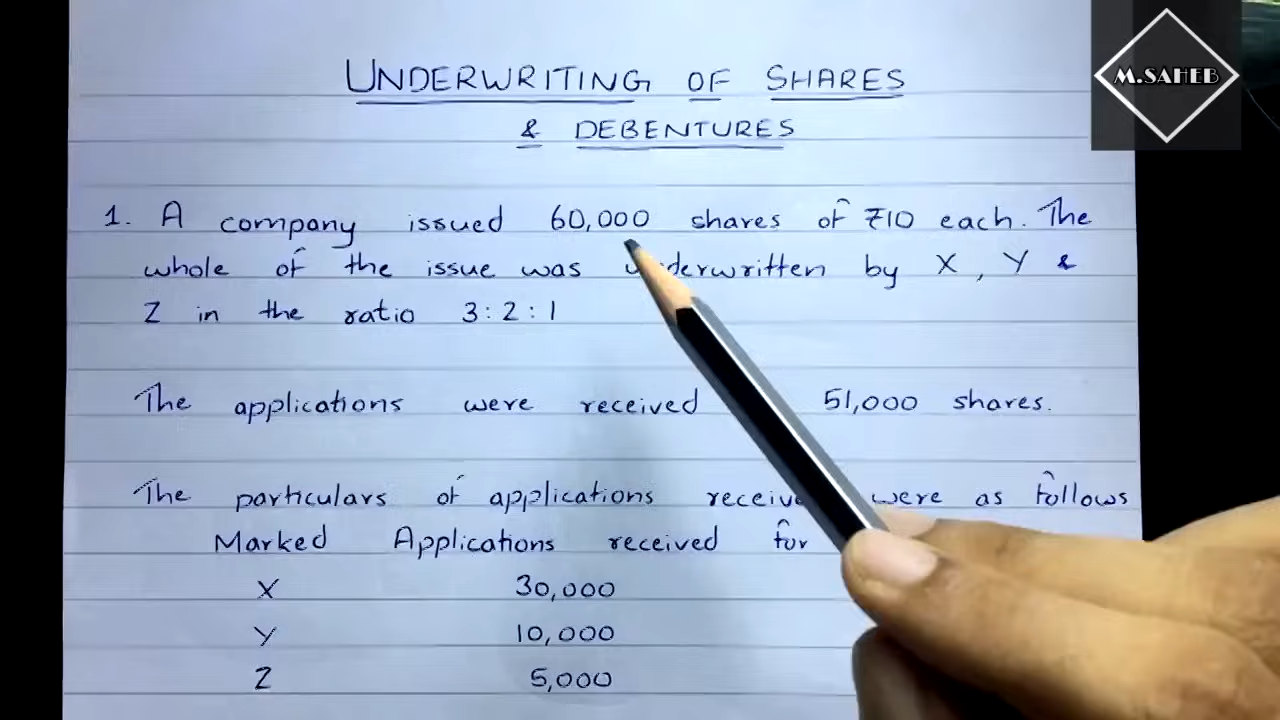 UNDERWRITING OF SHARES
& DEBENTURES
M.SAHEB
1. A company issued 60,000 shares of ₹10 each. The
whole of the issue was underwritten by X, Y &
Z in the ratio 3:2:1
The applications were received 51,000 shares.
The particulars of applications were as follows
Marked Applications received for
X 30,000
Y 10,000
Z 5,000